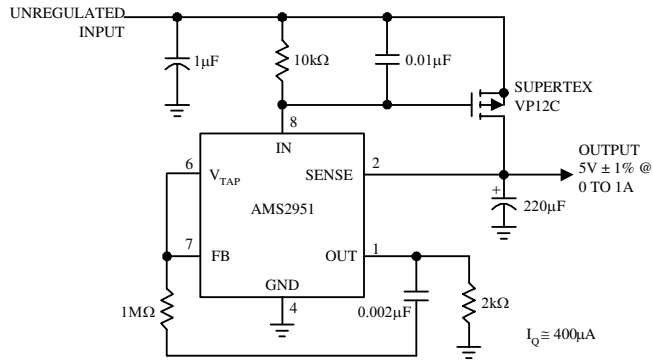 UNREGULATED
INPUT
1µF
10kΩ
0.01µF
SUPERTEX
VP12C
8
IN
6
V_TAP
SENSE
2
OUTPUT
5V ± 1% @
0 TO 1A
+
220µF
AMS2951
7
FB
OUT
1
GND
4
1MΩ
0.002µF
2kΩ
I_Q ≅ 400µA